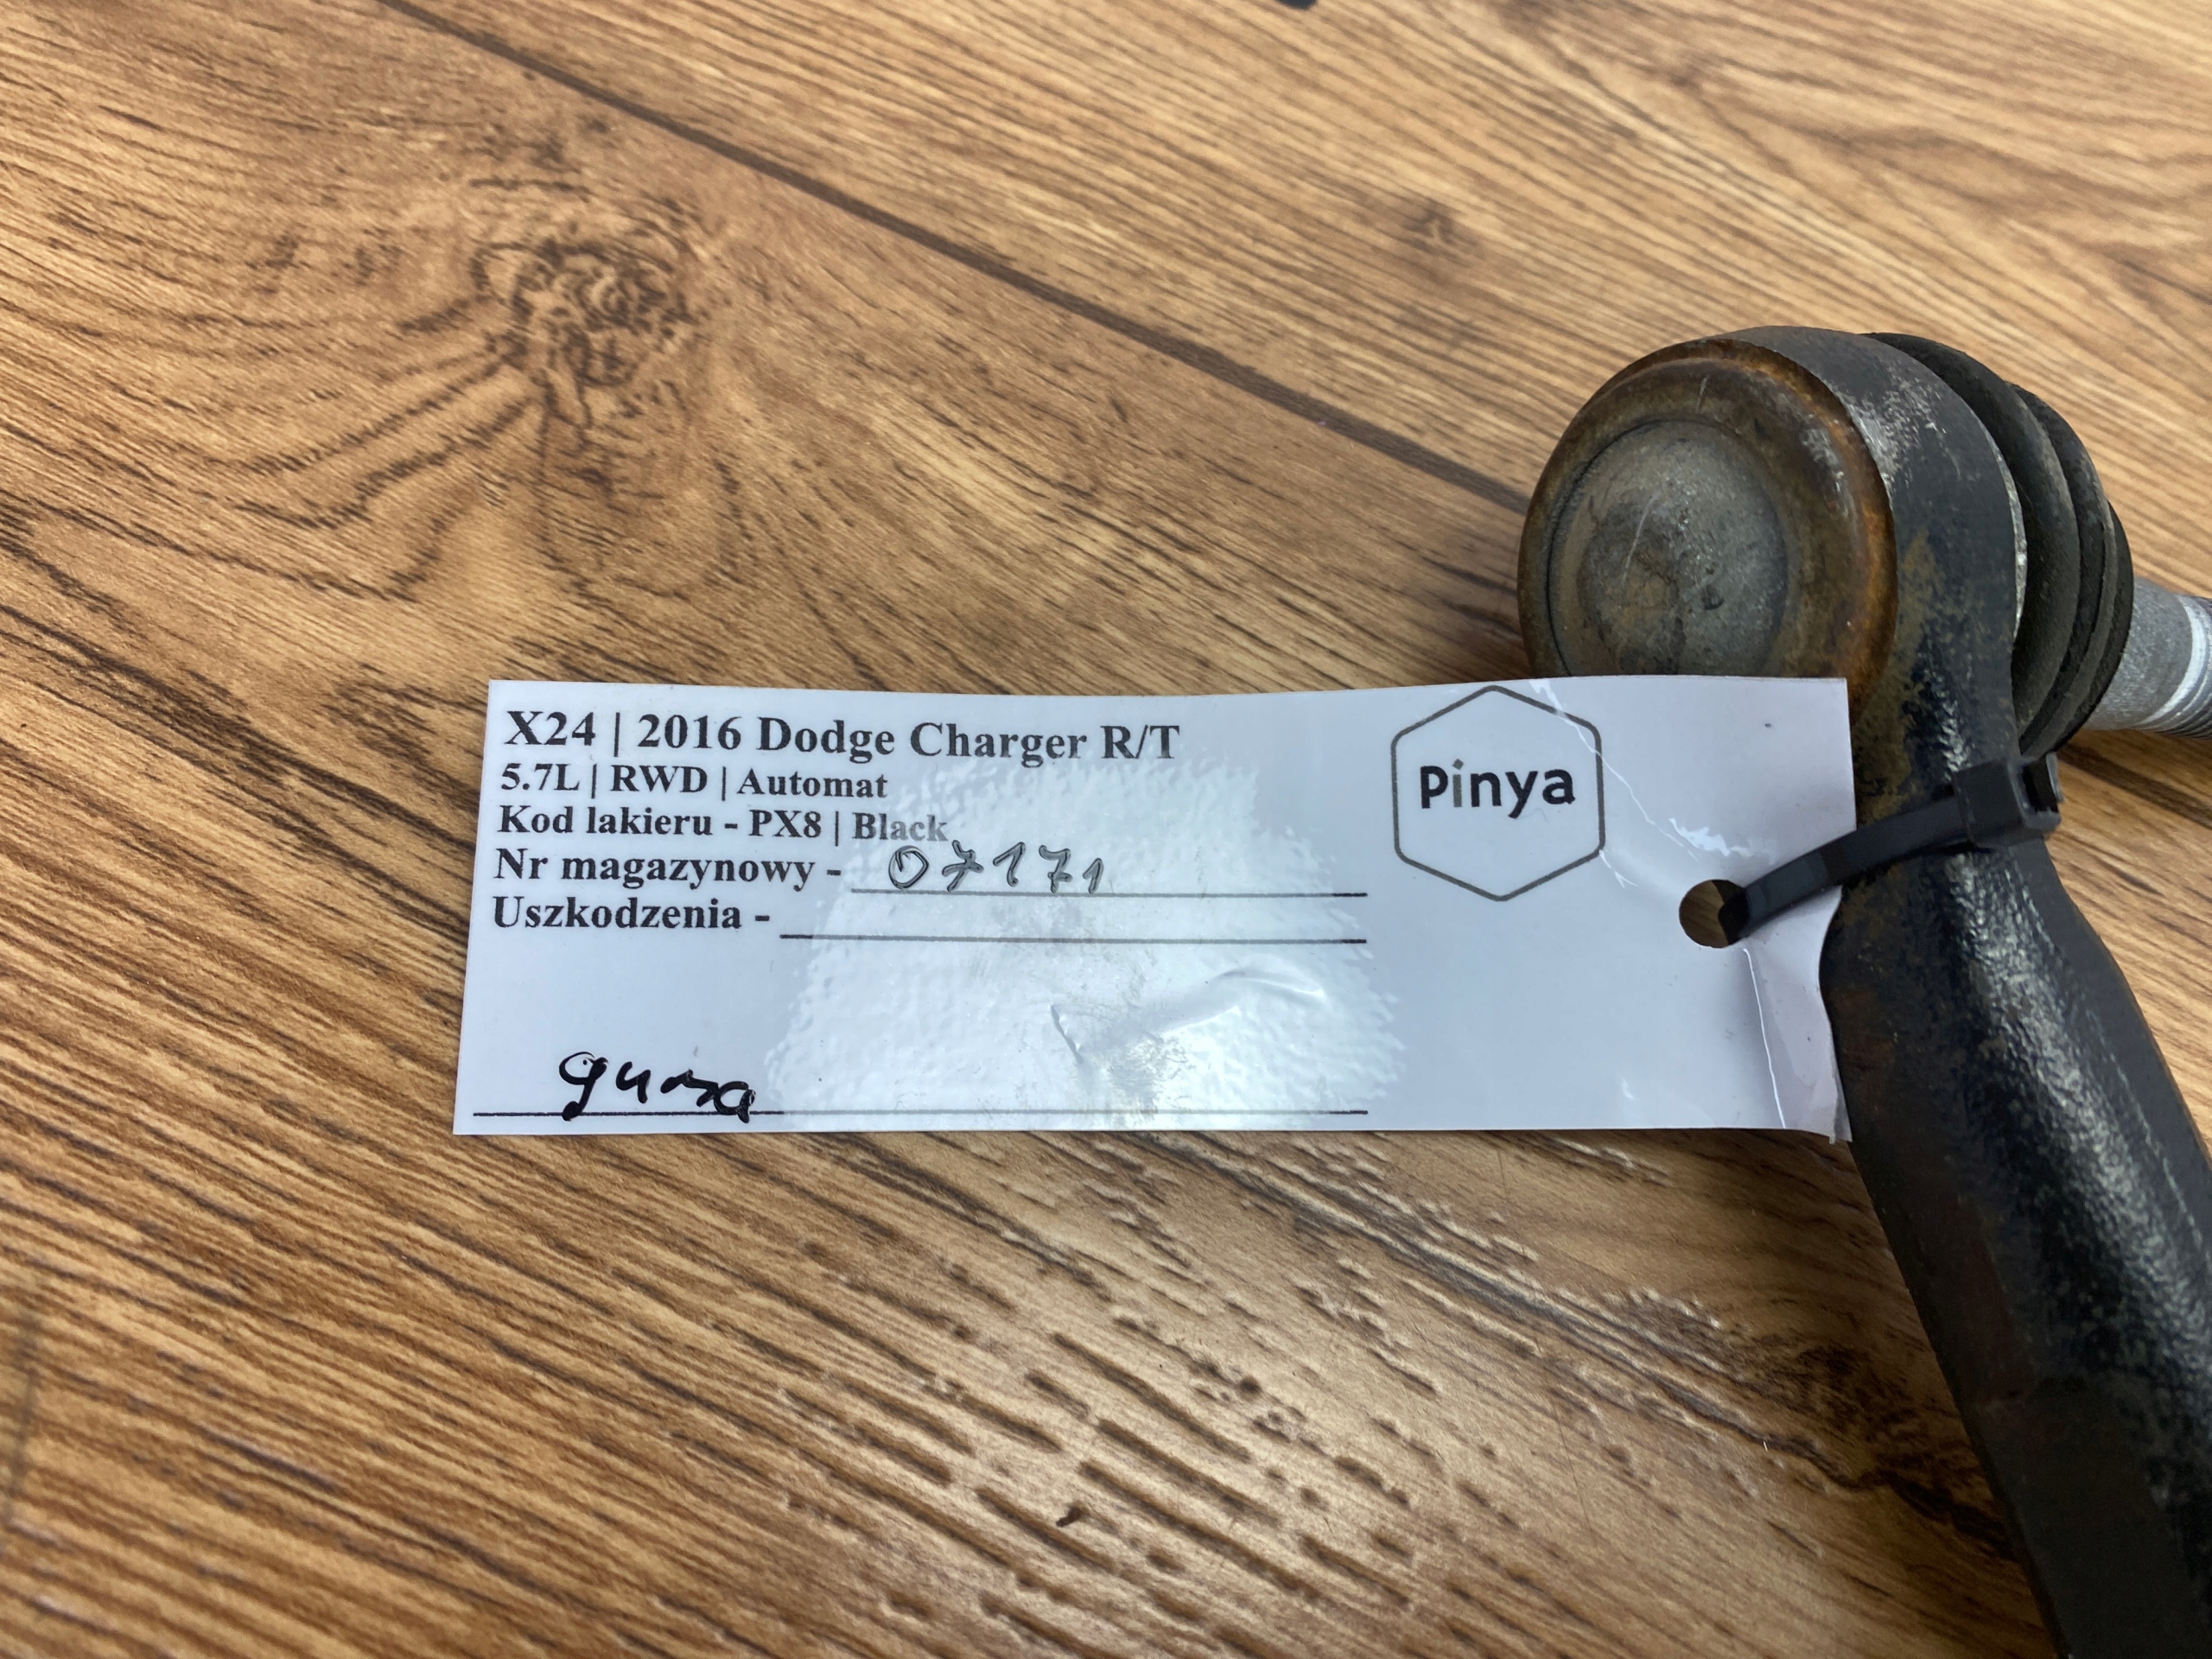 X24 | 2016 Dodge Charger R/T
5.7L | RWD | Automat
Kod lakieru - PX8 | Black
Nr magazynowy - 07171
Uszkodzenia -
guma
Pinya